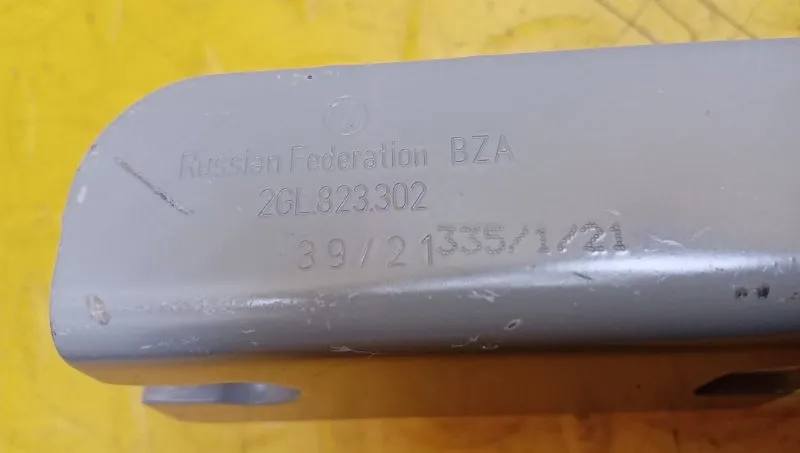 Russian Federation BZA
2GL.823.302
39/21 335/1/21